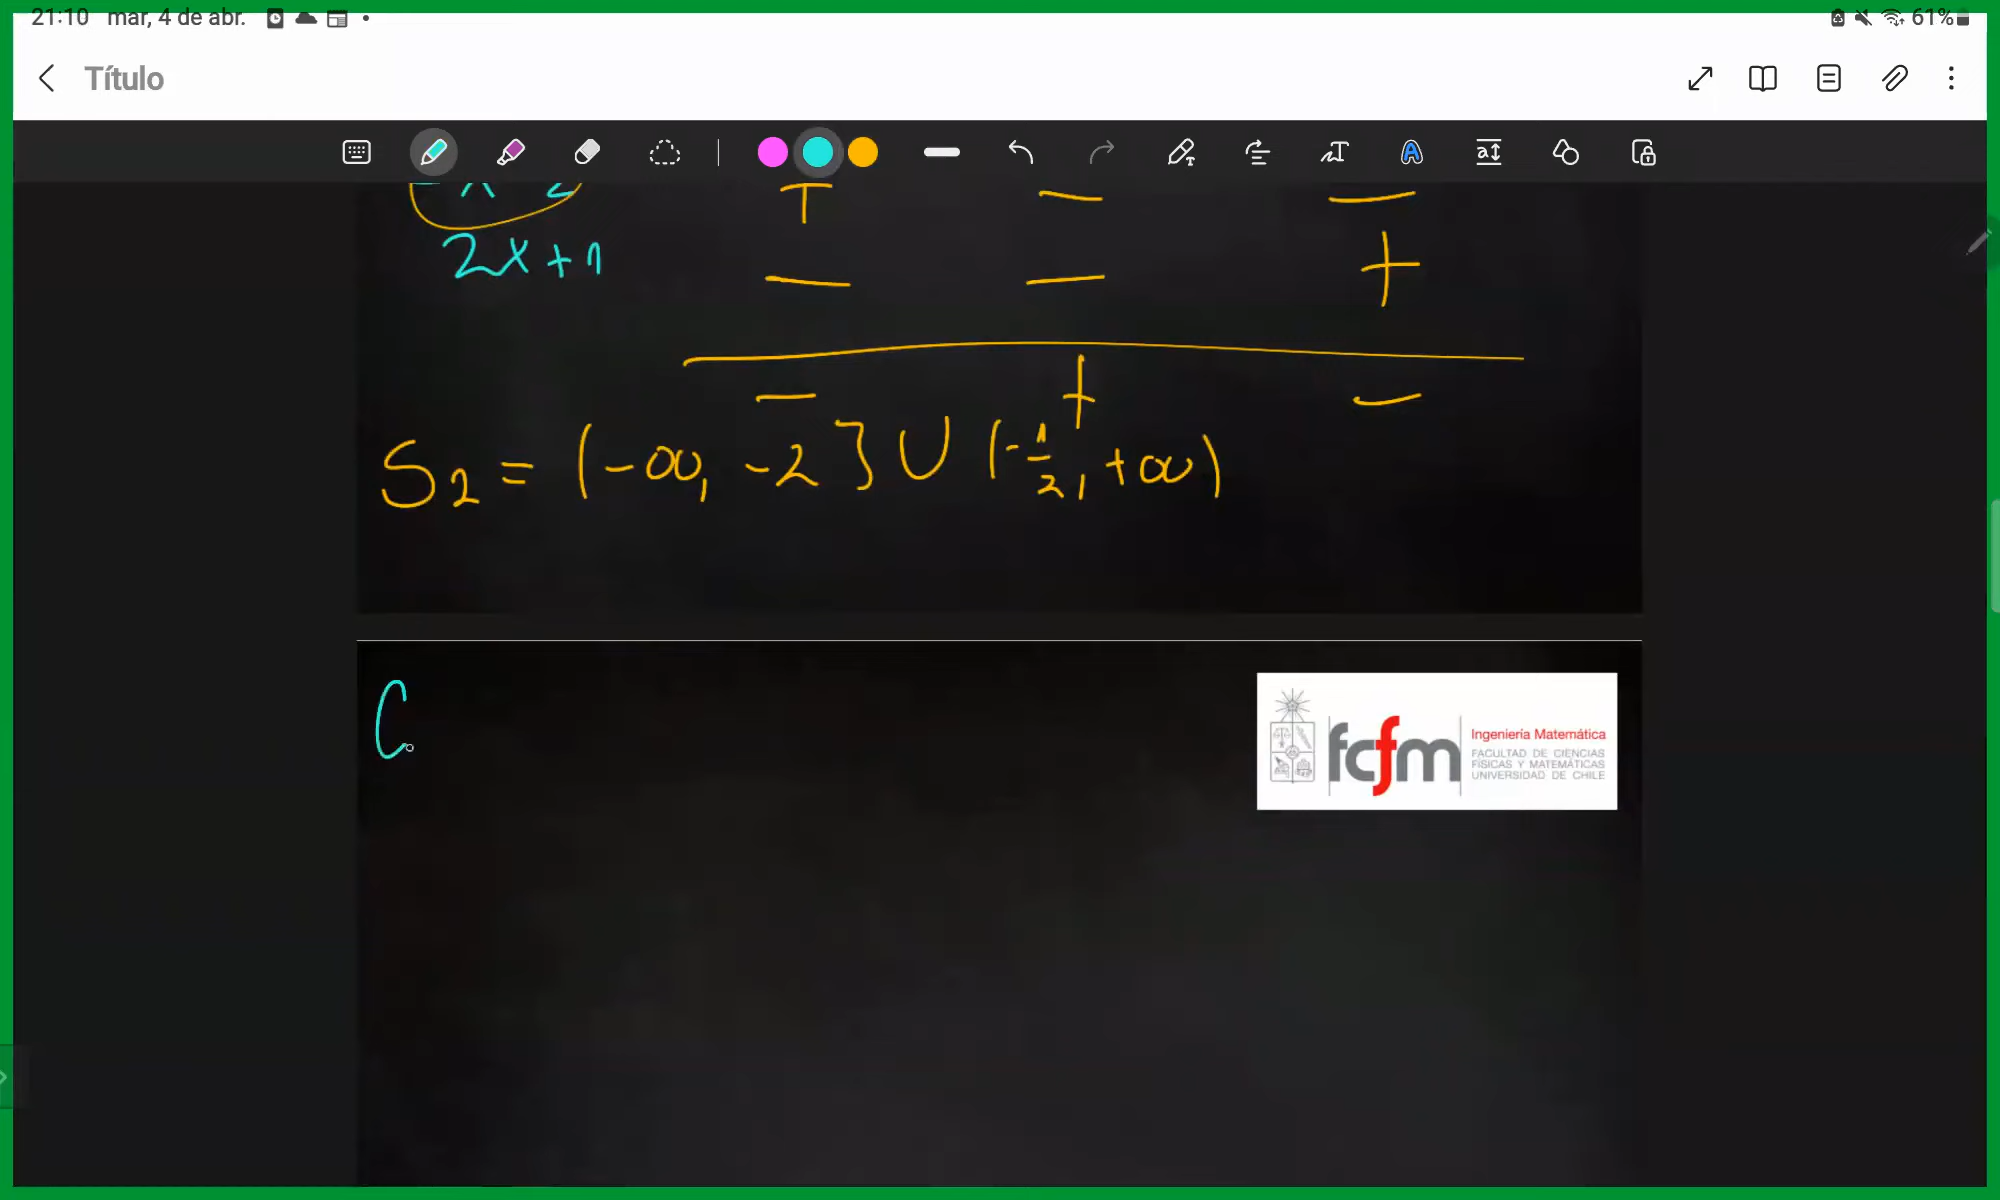 21:10 mar, 4 de abr. 61%
Título
2x+1
− − +
− + −
S₂ = (-∞, -2] ∪ (-1/2, +∞)
C
fcfm
Ingeniería Matemática
FACULTAD DE CIENCIAS
FÍSICAS Y MATEMÁTICAS
UNIVERSIDAD DE CHILE